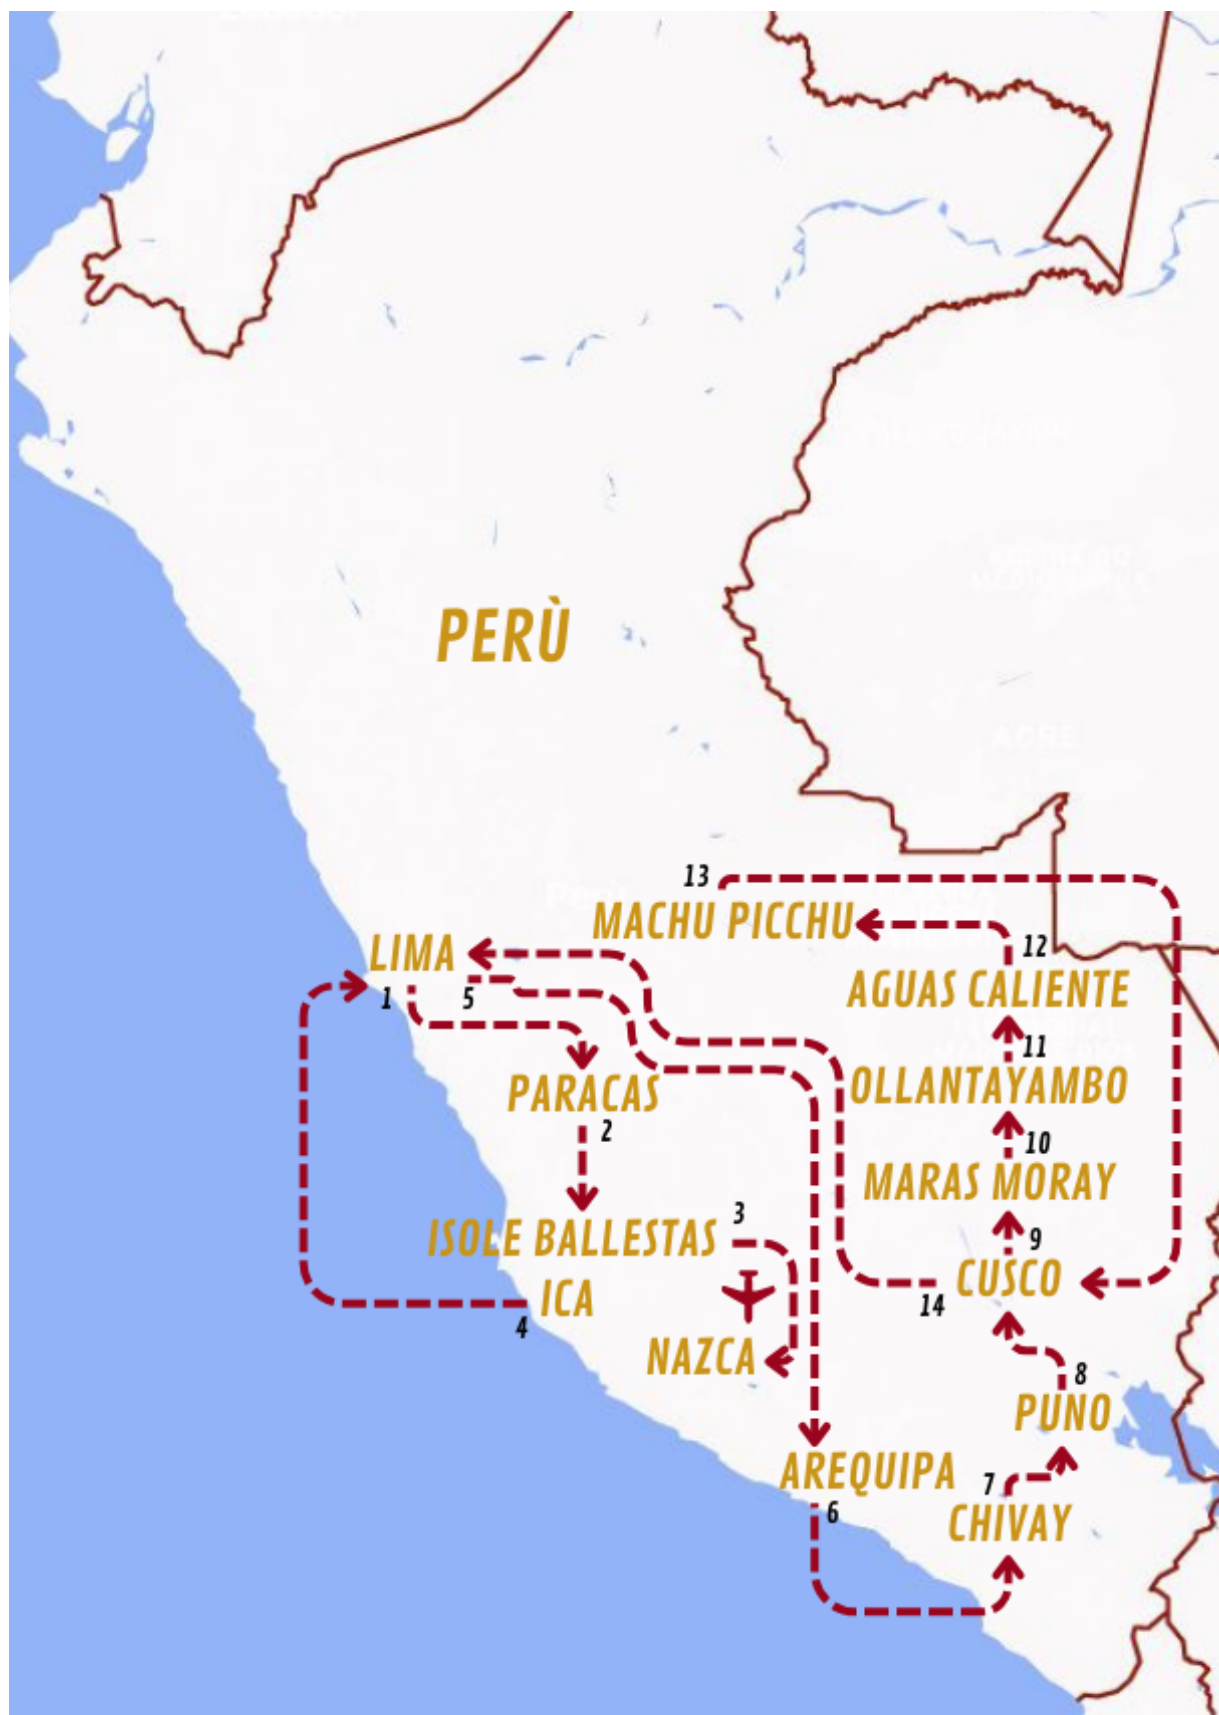 PERÙ
13
MACHU PICCHU
LIMA
12
1
5
AGUAS CALIENTE
11
PARACAS
OLLANTAYAMBO
2
10
MARAS MORAY
3
ISOLE BALLESTAS
9
CUSCO
ICA
14
4
NAZCA
8
PUNO
AREQUIPA
7
6
CHIVAY
ACRE